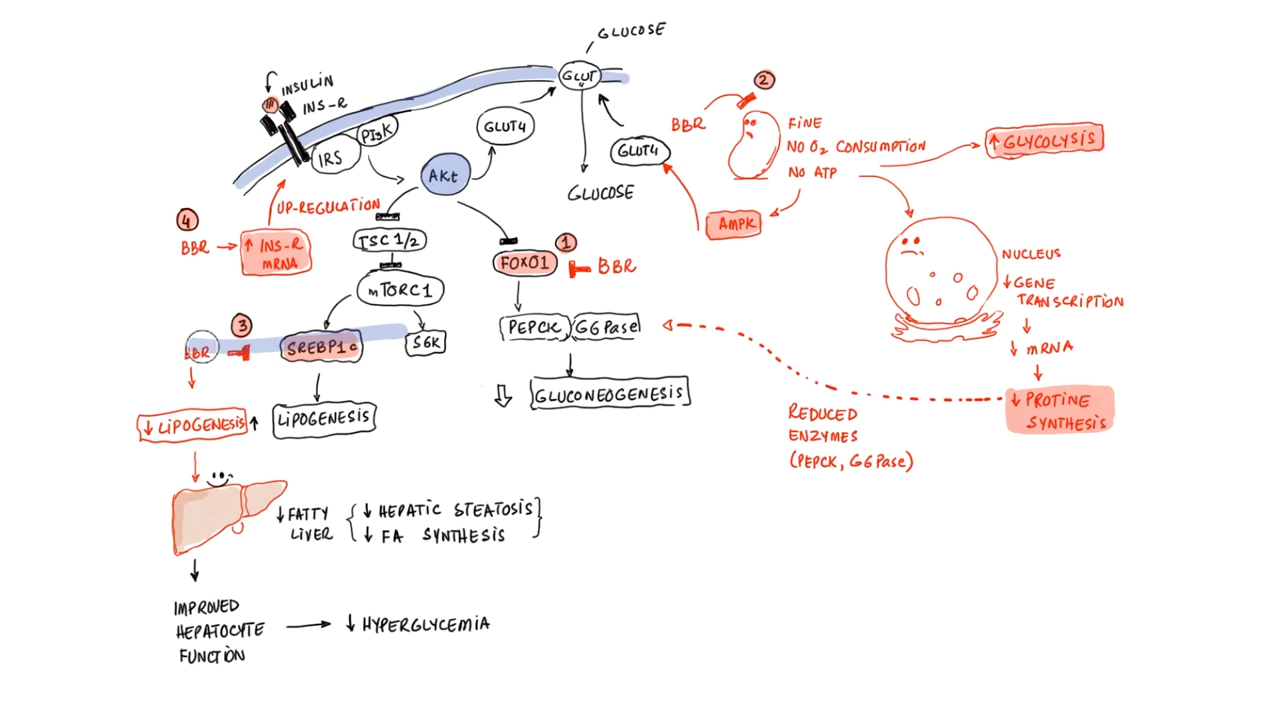 GLUCOSE
GLUT
INSULIN
INS-R
IRS
PI3K
GLUT4
AKt
GLUCOSE
GLUT4
2
BBR
FINE
NO O2 CONSUMPTION
NO ATP
↑ GLYCOLYSIS
AMPK
UP-REGULATION
4
BBR
↑ INS-R
mRNA
TSC 1/2
mTORC1
1
FOXO1
BBR
NUCLEUS
↓ GENE
TRANSCRIPTION
↓ mRNA
↓ PROTINE
SYNTHESIS
3
BBR
SREBP1c
S6K
PEPCK
G6Pase
GLUCONEOGENESIS
↓ LIPOGENESIS
↑ LIPOGENESIS
REDUCED
ENZYMES
(PEPCK, G6Pase)
↓ FATTY
LIVER
↓ HEPATIC STEATOSIS
↓ FA SYNTHESIS
IMPROVED
HEPATOCYTE
FUNCTION
↓ HYPERGLYCEMIA